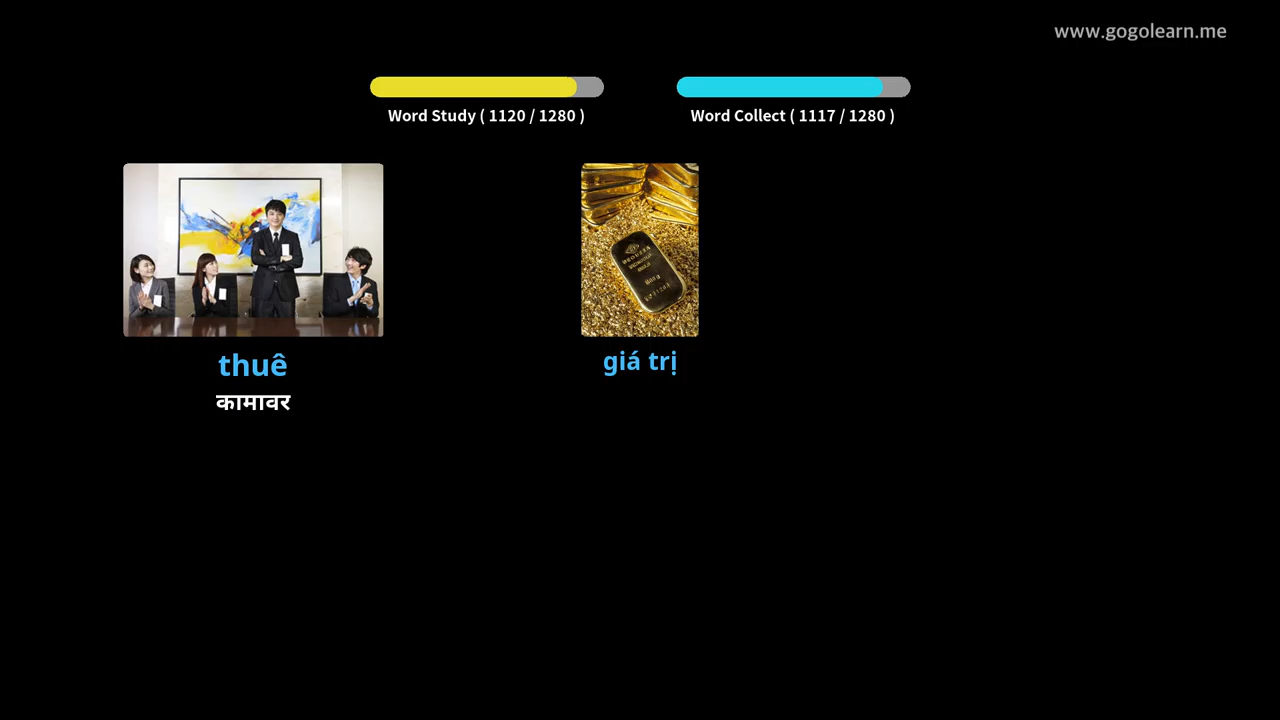 www.gogolearn.me
Word Study ( 1120 / 1280 )
Word Collect ( 1117 / 1280 )
thuê
कामावर
giá trị